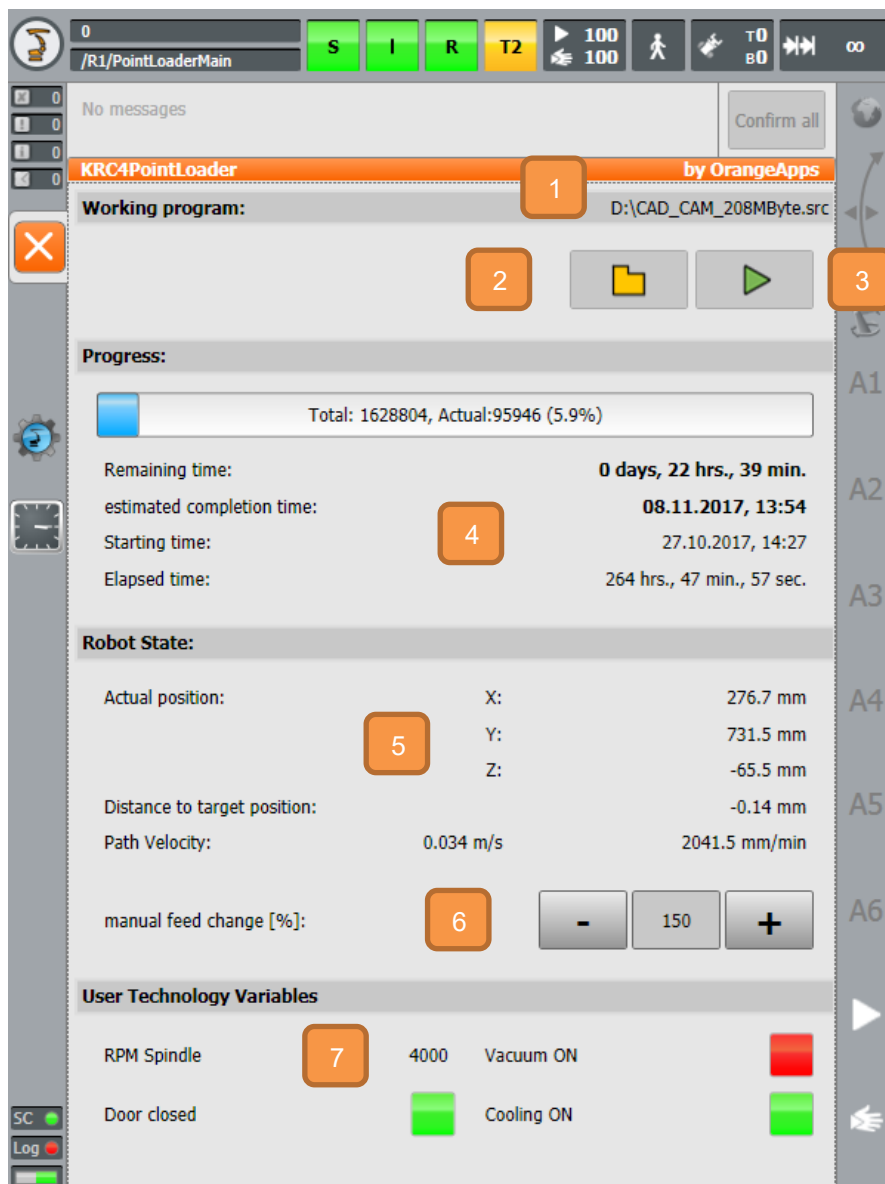 0
/R1/PointLoaderMain
S I R T2 100 100 T0 B0 ∞
0
0
0
0
No messages
Confirm all
KRC4PointLoader by OrangeApps
1
Working program: D:\CAD_CAM_208MByte.src
2
3
Progress:
A1
Total: 1628804, Actual:95946 (5.9%)
Remaining time: 0 days, 22 hrs., 39 min.
A2
estimated completion time: 08.11.2017, 13:54
4
Starting time: 27.10.2017, 14:27
Elapsed time: 264 hrs., 47 min., 57 sec.
A3
Robot State:
Actual position: X: 276.7 mm
A4
5
Y: 731.5 mm
Z: -65.5 mm
Distance to target position: -0.14 mm
A5
Path Velocity: 0.034 m/s 2041.5 mm/min
manual feed change [%]: 6 - 150 +
A6
User Technology Variables
RPM Spindle 7 4000 Vacuum ON
Door closed Cooling ON
SC
Log